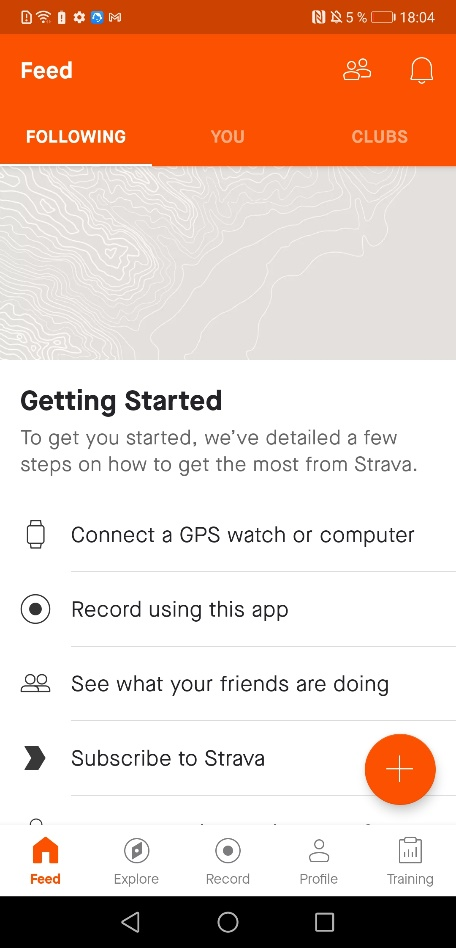 5 % 18:04
Feed
FOLLOWING YOU CLUBS
Getting Started
To get you started, we've detailed a few
steps on how to get the most from Strava.
Connect a GPS watch or computer
Record using this app
See what your friends are doing
Subscribe to Strava
Feed Explore Record Profile Training